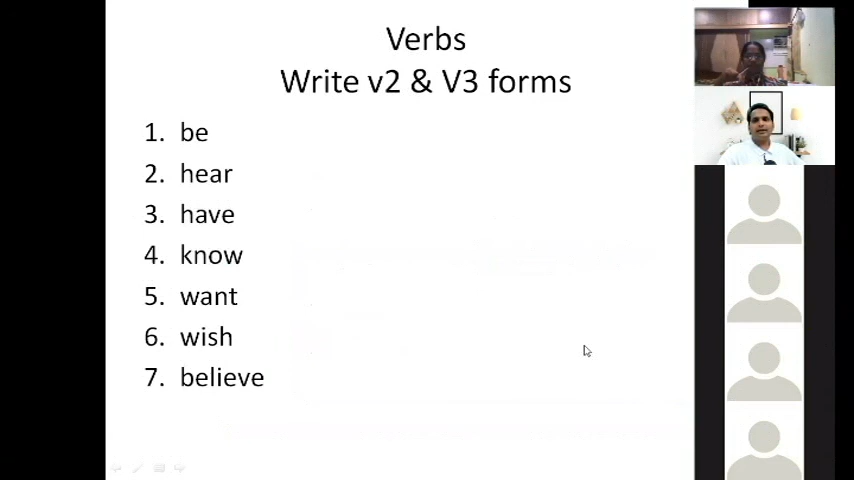 Verbs
Write v2 & V3 forms
1. be
2. hear
3. have
4. know
5. want
6. wish
7. believe